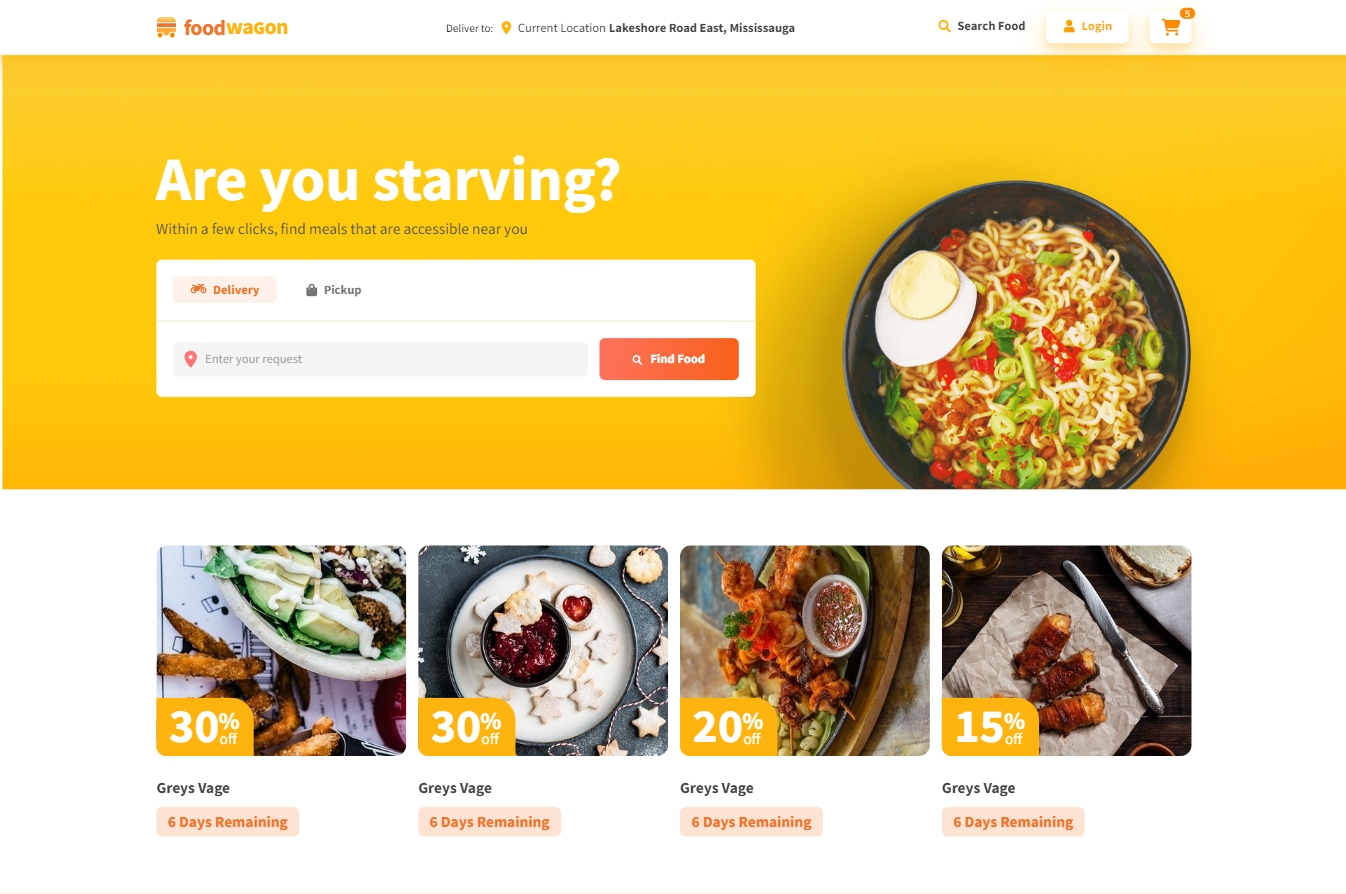 foodwagon
Deliver to: Current Location Lakeshore Road East, Mississauga
Search Food
Login
5
Are you starving?
Within a few clicks, find meals that are accessible near you
Delivery
Pickup
Enter your request
Find Food
30% off
30% off
20% off
15% off
Greys Vage
Greys Vage
Greys Vage
Greys Vage
6 Days Remaining
6 Days Remaining
6 Days Remaining
6 Days Remaining